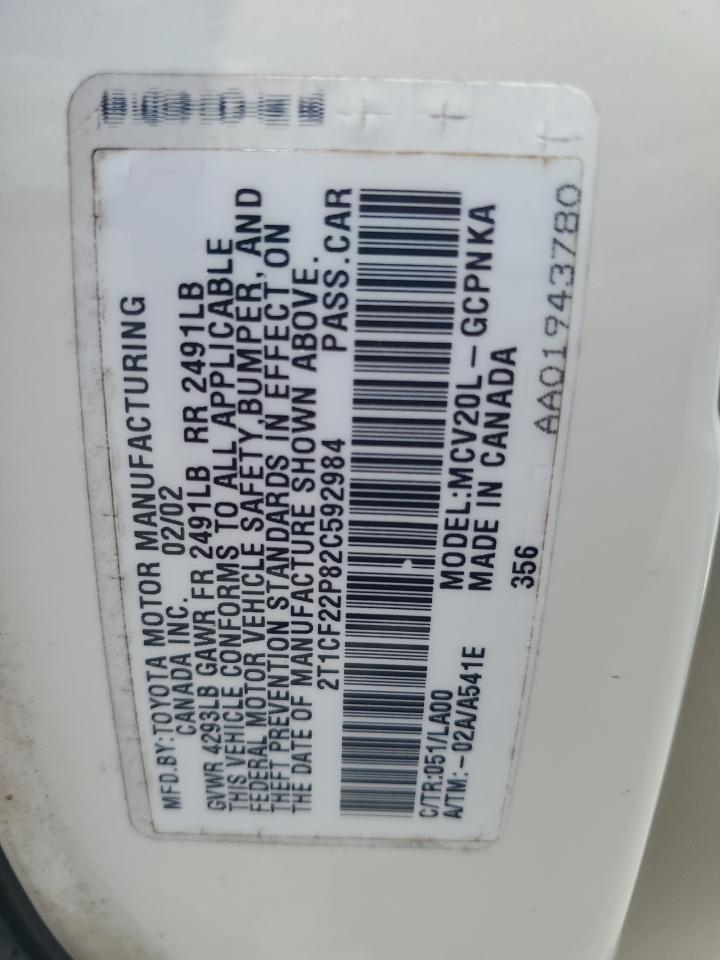 MFD.BY:TOYOTA MOTOR MANUFACTURING
CANADA INC. 02/02
GVWR 4293LB GAWR FR 2491LB RR 2491LB
THIS VEHICLE CONFORMS TO ALL APPLICABLE
FEDERAL MOTOR VEHICLE SAFETY,BUMPER, AND
THEFT PREVENTION STANDARDS IN EFFECT ON
THE DATE OF MANUFACTURE SHOWN ABOVE.
2T1CF22P82C592984 PASS.CAR
C/TR:051/LA00 MODEL:MCV20L-GCPNKA
A/TM:-02A/A541E MADE IN CANADA
356
AA01943780